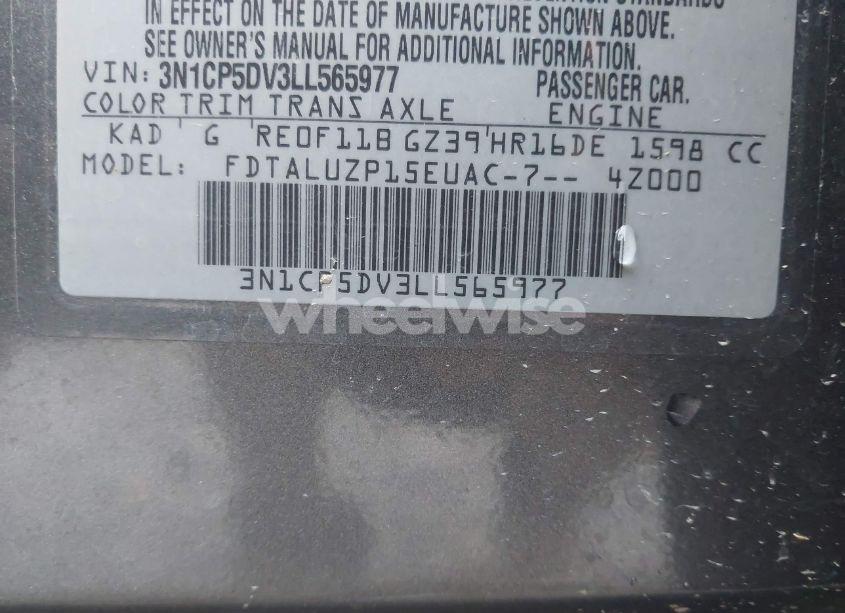 IN EFFECT ON THE DATE OF MANUFACTURE SHOWN ABOVE.
SEE OWNER'S MANUAL FOR ADDITIONAL INFORMATION.
VIN: 3N1CP5DV3LL565977 PASSENGER CAR.
COLOR TRIM TRANS AXLE ENGINE
KAD G RE0F11B GZ39 HR16DE 1598 CC
MODEL: FDTALUZP15EUAC-7-- 4Z000
3N1CP5DV3LL565977
wheelwise